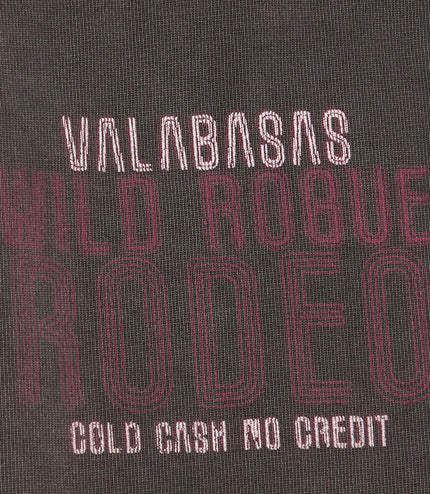 VALABASAS
WILD ROGUE
RODEO
COLD CASH NO CREDIT